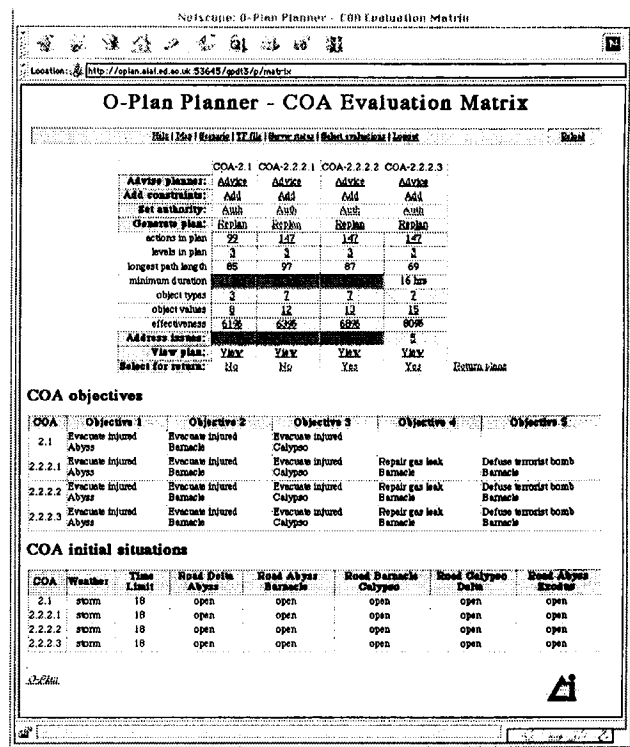 Netscape: O-Plan Planner - COA Evaluation Matrix
Location: http://oplan.aiai.ed.ac.uk:53645/gpdt3/p/matrix
O-Plan Planner - COA Evaluation Matrix
Help | Map | Scenario | TF file | Server status | Select evaluations | Logout Reload
COA-2.1 COA-2.2.2.1 COA-2.2.2.2 COA-2.2.2.3
Advise planner: Advice Advice Advice Advice
Add constraints: Add Add Add Add
Set authority: Auth Auth Auth Auth
Generate plan: Replan Replan Replan Replan
actions in plan 99 147 147 147
levels in plan 3 3 3 3
longest path length 85 97 87 69
minimum duration 16 hrs
object types 3 7 7 7
object values 8 12 13 15
effectiveness 61% 63% 68% 80%
Address issues: 5
View plan: View View View View
Select for return: No No Yes Yes Return plans
COA objectives
COA Objective 1 Objective 2 Objective 3 Objective 4 Objective 5
2.1 Evacuate injured Abyss Evacuate injured Barnacle Evacuate injured Calypso
2.2.2.1 Evacuate injured Abyss Evacuate injured Barnacle Evacuate injured Calypso Repair gas leak Barnacle Defuse terrorist bomb Barnacle
2.2.2.2 Evacuate injured Abyss Evacuate injured Barnacle Evacuate injured Calypso Repair gas leak Barnacle Defuse terrorist bomb Barnacle
2.2.2.3 Evacuate injured Abyss Evacuate injured Barnacle Evacuate injured Calypso Repair gas leak Barnacle Defuse terrorist bomb Barnacle
COA initial situations
COA Weather Time Limit Road Delta Abyss Road Abyss Barnacle Road Barnacle Calypso Road Calypso Delta Road Abyss Exodus
2.1 storm 18 open open open open open
2.2.2.1 storm 18 open open open open open
2.2.2.2 storm 18 open open open open open
2.2.2.3 storm 18 open open open open open
O-Plan